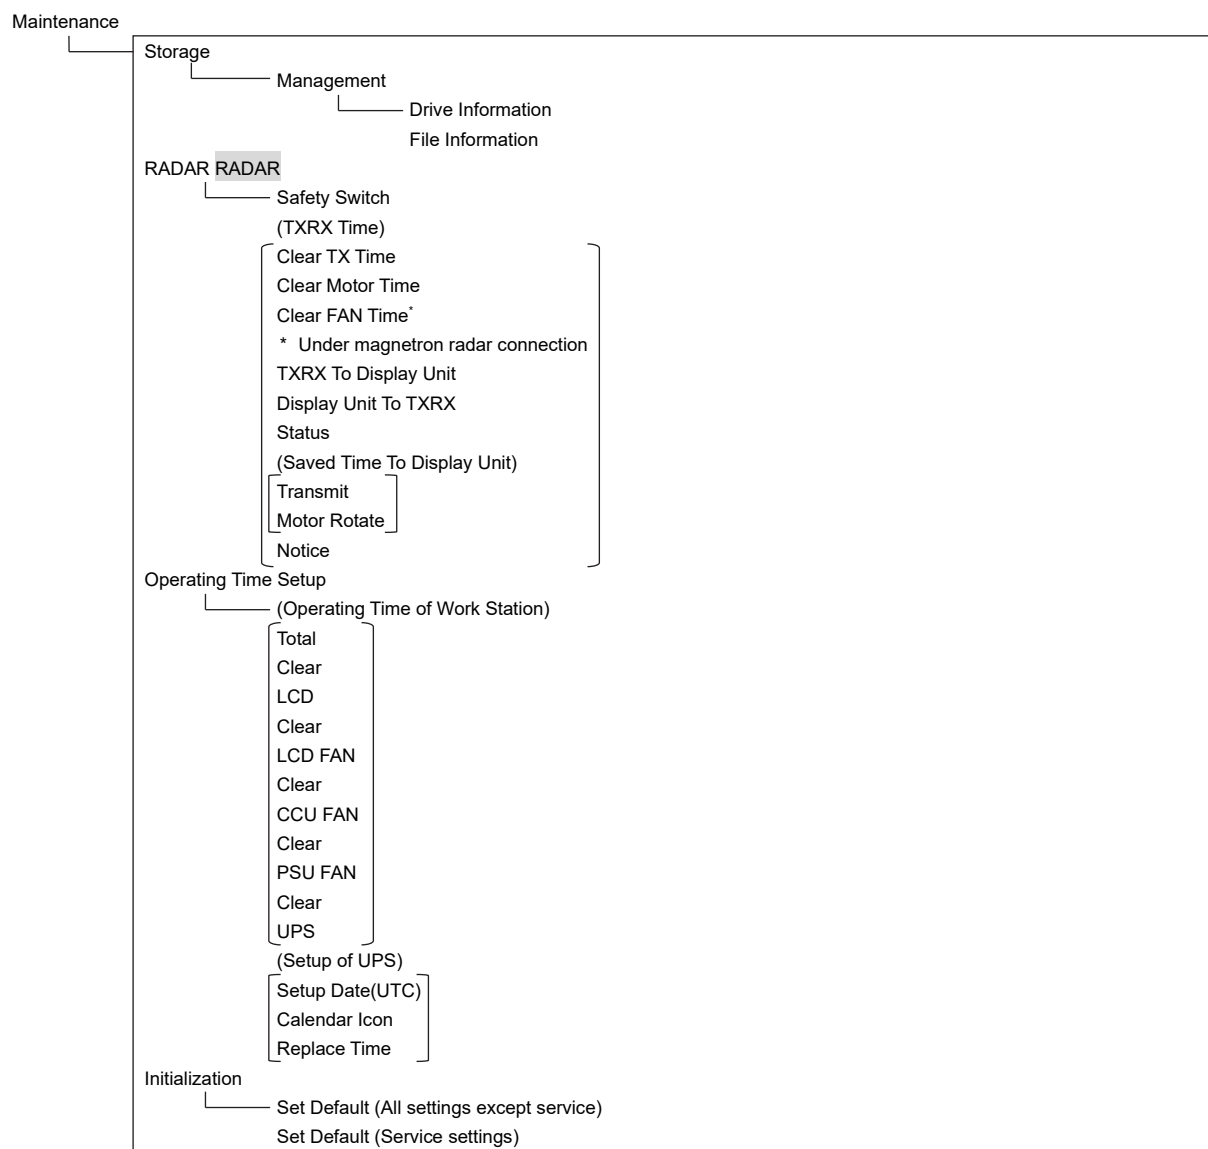 Maintenance
Storage
Management
Drive Information
File Information
RADAR RADAR
Safety Switch
(TXRX Time)
Clear TX Time
Clear Motor Time
Clear FAN Time*
* Under magnetron radar connection
TXRX To Display Unit
Display Unit To TXRX
Status
(Saved Time To Display Unit)
Transmit
Motor Rotate
Notice
Operating Time Setup
(Operating Time of Work Station)
Total
Clear
LCD
Clear
LCD FAN
Clear
CCU FAN
Clear
PSU FAN
Clear
UPS
(Setup of UPS)
Setup Date(UTC)
Calendar Icon
Replace Time
Initialization
Set Default (All settings except service)
Set Default (Service settings)